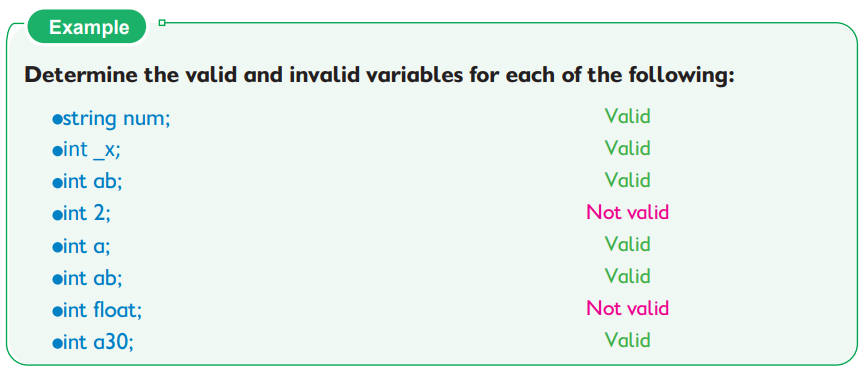 Example
Determine the valid and invalid variables for each of the following:
●string num; Valid
●int _x; Valid
●int ab; Valid
●int 2; Not valid
●int a; Valid
●int ab; Valid
●int float; Not valid
●int a30; Valid